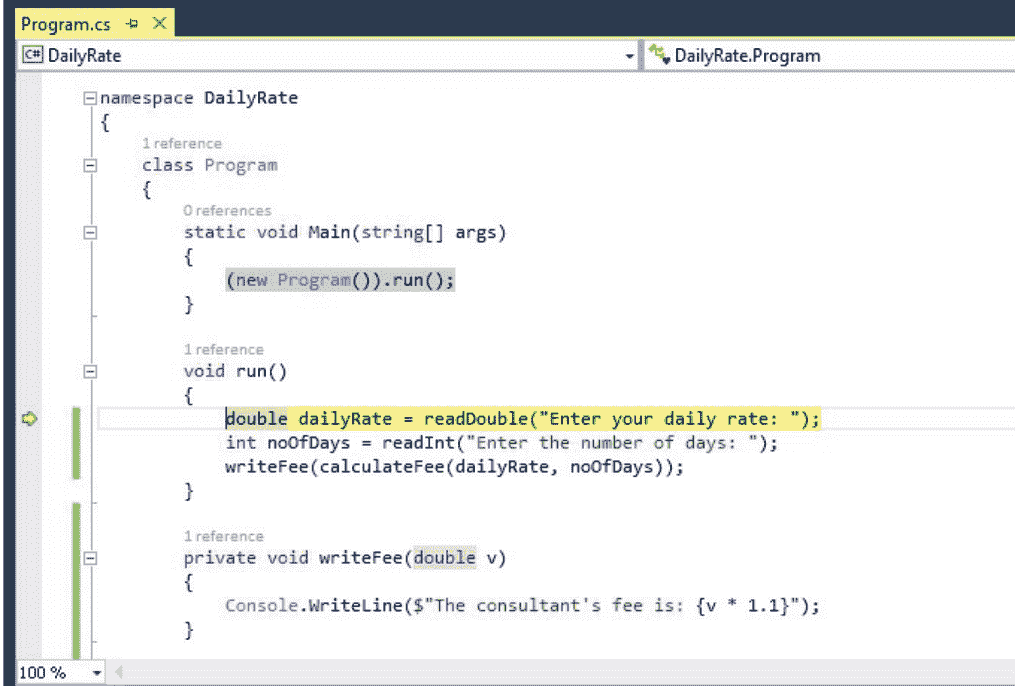 Program.cs
C# DailyRate DailyRate.Program
namespace DailyRate
{
1 reference
class Program
{
0 references
static void Main(string[] args)
{
(new Program()).run();
}
1 reference
void run()
{
double dailyRate = readDouble("Enter your daily rate: ");
int noOfDays = readInt("Enter the number of days: ");
writeFee(calculateFee(dailyRate, noOfDays));
}
1 reference
private void writeFee(double v)
{
Console.WriteLine($"The consultant's fee is: {v * 1.1}");
}
100 %